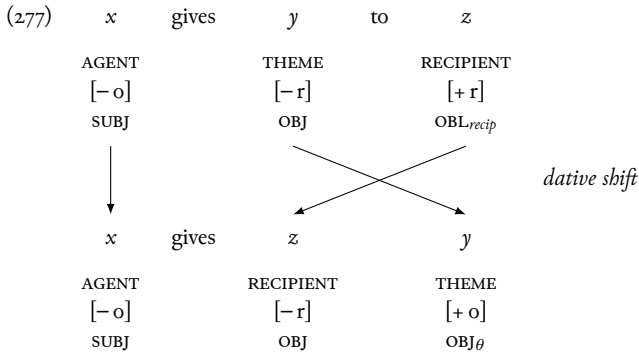 (277) x gives y to z
AGENT THEME RECIPIENT
[− o] [− r] [+ r]
SUBJ OBJ OBLrecip
dative shift
x gives z y
AGENT RECIPIENT THEME
[− o] [− r] [+ o]
SUBJ OBJ OBJθ